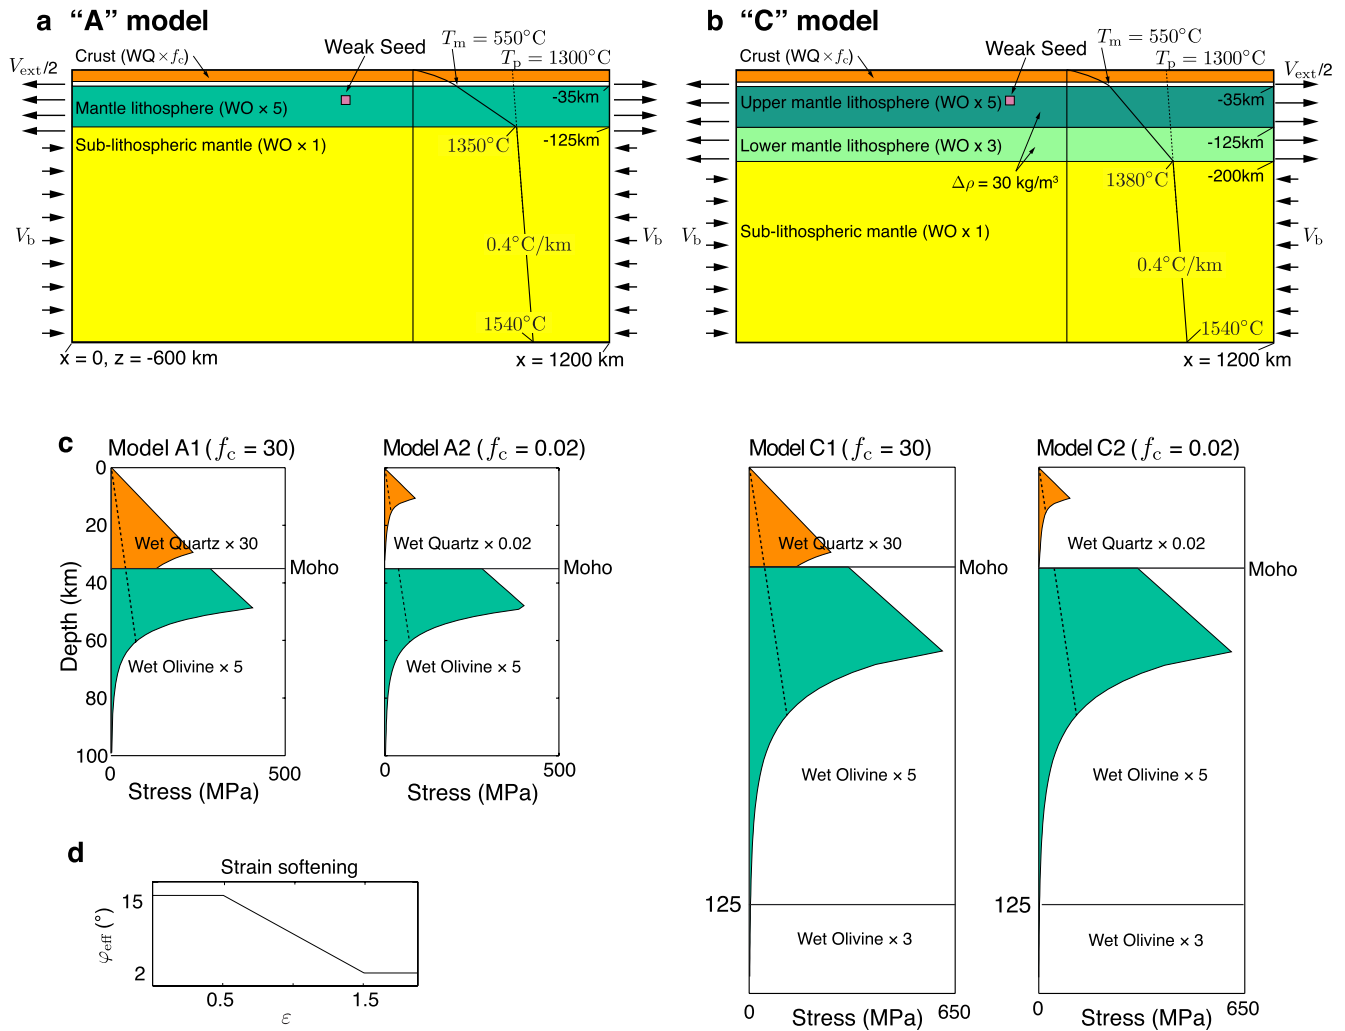 a "A" model
Crust (WQ × fc)
Weak Seed
Tm = 550°C
Tp = 1300°C
Vext/2
Mantle lithosphere (WO × 5)
-35km
Sub-lithospheric mantle (WO × 1)
1350°C
-125km
Vb
0.4°C/km
1540°C
x = 0, z = -600 km
x = 1200 km
b "C" model
Crust (WQ × fc)
Weak Seed
Tm = 550°C
Tp = 1300°C
Vext/2
Upper mantle lithosphere (WO x 5)
-35km
Lower mantle lithosphere (WO x 3)
-125km
Δρ = 30 kg/m³
1380°C
-200km
Sub-lithospheric mantle (WO x 1)
Vb
Vb
0.4°C/km
1540°C
x = 1200 km
c Model A1 (fc = 30)
0
20
40
60
80
100
Depth (km)
Wet Quartz × 30
Moho
Wet Olivine × 5
0 500
Stress (MPa)
Model A2 (fc = 0.02)
Wet Quartz × 0.02
Moho
Wet Olivine × 5
0 500
Stress (MPa)
Model C1 (fc = 30)
Wet Quartz × 30
Moho
Wet Olivine × 5
125
Wet Olivine × 3
0 650
Stress (MPa)
Model C2 (fc = 0.02)
Wet Quartz × 0.02
Moho
Wet Olivine × 5
125
Wet Olivine × 3
0 650
Stress (MPa)
d
Strain softening
15
2
φeff (°)
0.5 1.5
ε